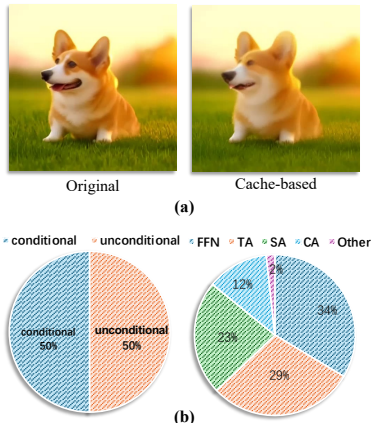 Original
Cache-based
(a)
conditional unconditional FFN TA SA CA Other
conditional
50%
unconditional
50%
2%
12%
34%
23%
29%
(b)